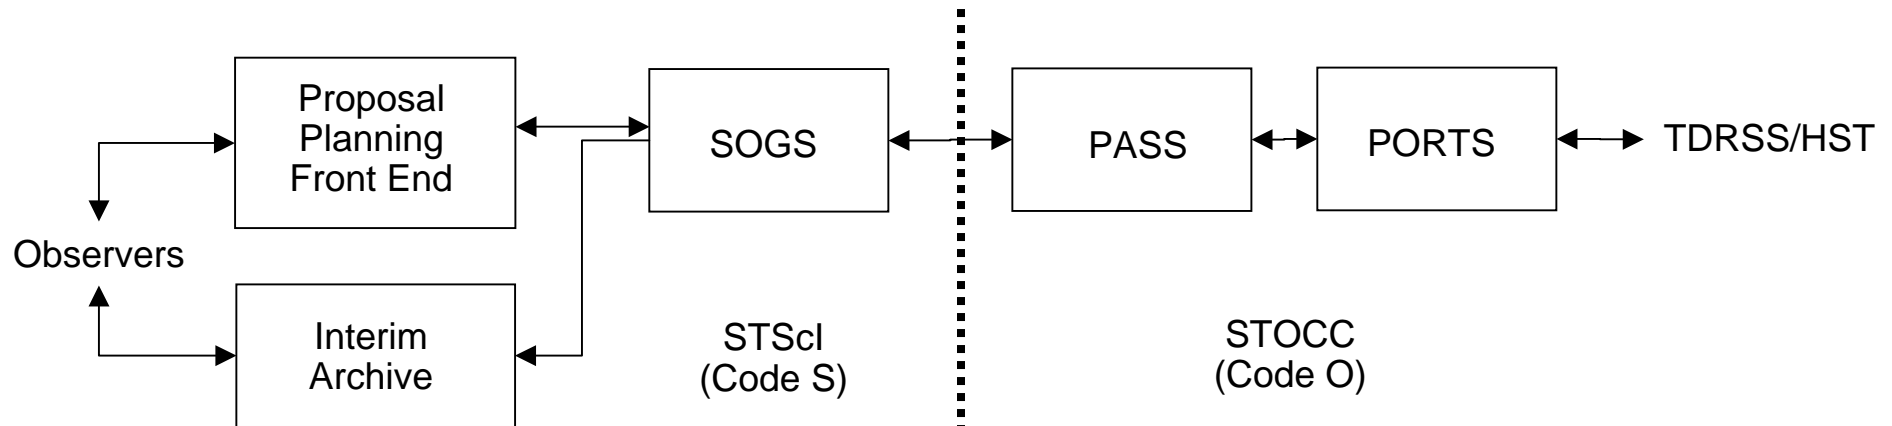 Proposal
Planning
Front End
SOGS
PASS
PORTS
TDRSS/HST
Observers
Interim
Archive
STScI
(Code S)
STOCC
(Code O)